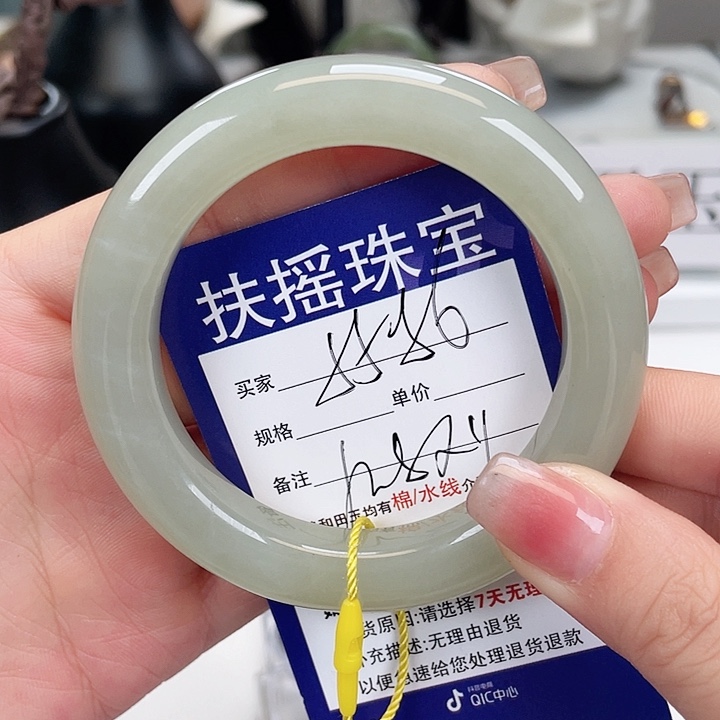 扶摇珠宝
买家
规格 单价
备注
和田玉均有棉/水线介
货原因:请选择7天无理
充描述:无理由退货
以便急速给您处理退货退款
抖音电商
QIC中心